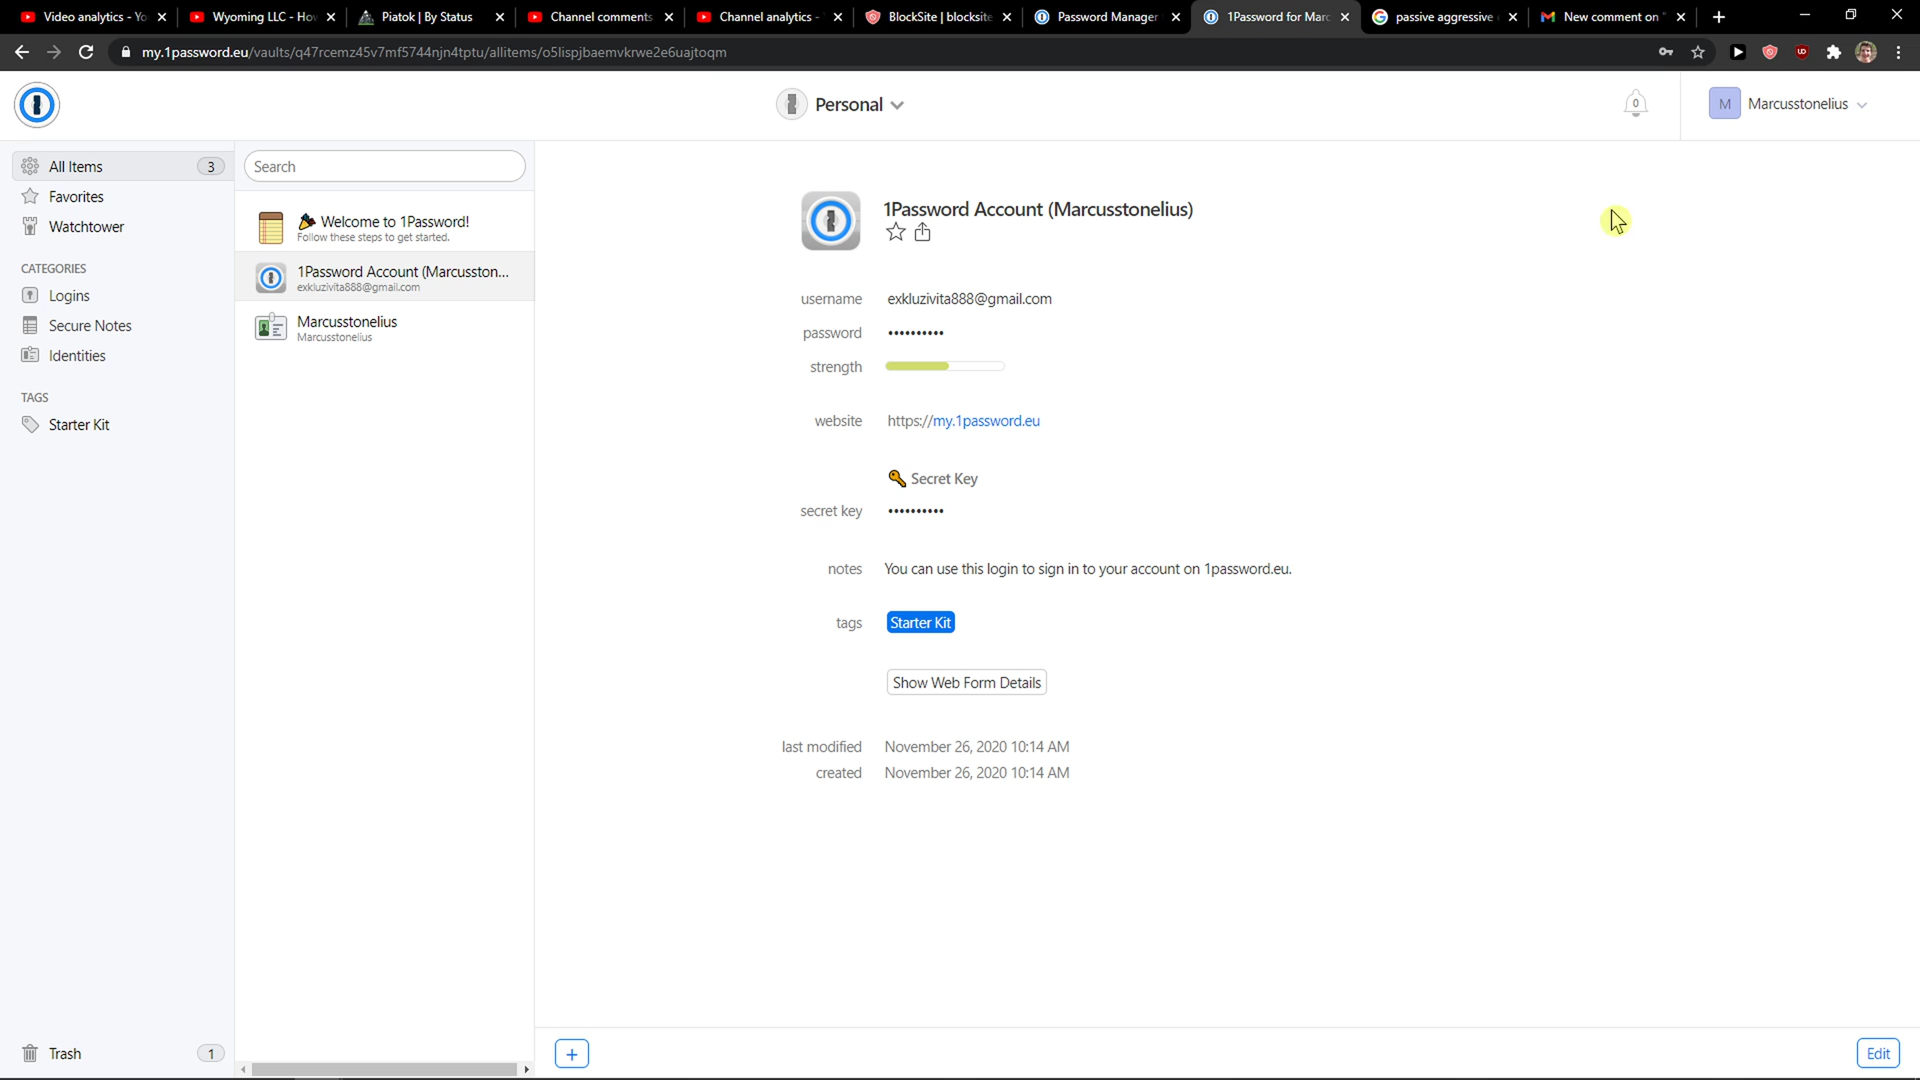 Video analytics - Yo
Wyoming LLC - Hov
Piatok | By Status
Channel comments
Channel analytics -
BlockSite | blocksite
Password Manager
1Password for Marc
passive aggressive
New comment on "
my.1password.eu/vaults/q47rcemz45v7mf5744njn4tptu/allitems/o5lispjbaemvkrwe2e6uajtoqm
Personal
0
M
Marcusstonelius
All Items
3
Favorites
Watchtower
CATEGORIES
Logins
Secure Notes
Identities
TAGS
Starter Kit
Trash
1
Search
Welcome to 1Password!
Follow these steps to get started.
1Password Account (Marcusston...
exkluzivita888@gmail.com
Marcusstonelius
Marcusstonelius
1Password Account (Marcusstonelius)
username exkluzivita888@gmail.com
password ••••••••••
strength
website https://my.1password.eu
Secret Key
secret key ••••••••••
notes You can use this login to sign in to your account on 1password.eu.
tags Starter Kit
Show Web Form Details
last modified November 26, 2020 10:14 AM
created November 26, 2020 10:14 AM
+
Edit